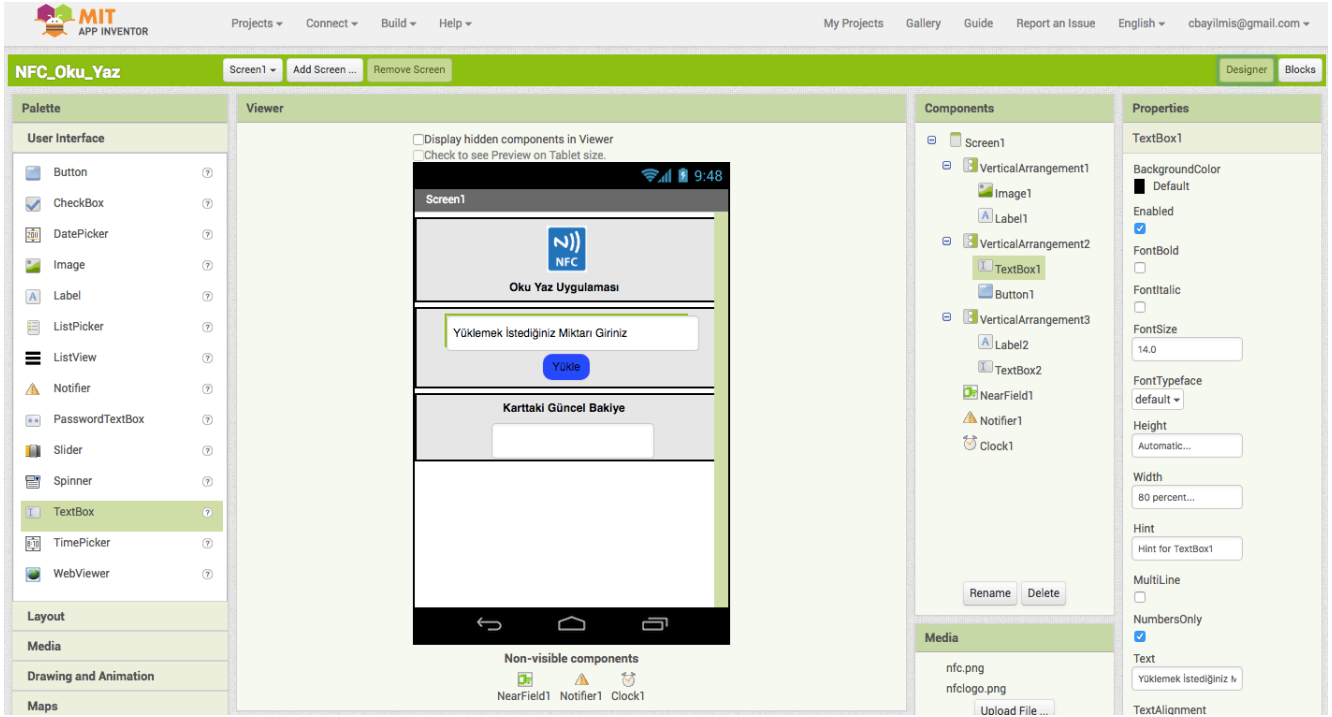 MIT
APP INVENTOR
Projects Connect Build Help
My Projects Gallery Guide Report an Issue English cbayilmis@gmail.com
NFC_Oku_Yaz
Screen1 Add Screen ... Remove Screen
Designer Blocks
Palette
User Interface
Button
CheckBox
DatePicker
Image
Label
ListPicker
ListView
Notifier
PasswordTextBox
Slider
Spinner
TextBox
TimePicker
WebViewer
Layout
Media
Drawing and Animation
Maps
Viewer
Display hidden components in Viewer
Check to see Preview on Tablet size.
9:48
Screen1
NFC
Oku Yaz Uygulaması
Yüklemek İstediğiniz Miktarı Giriniz
Yükle
Karttaki Güncel Bakiye
Non-visible components
NearField1 Notifier1 Clock1
Components
Screen1
VerticalArrangement1
Image1
Label1
VerticalArrangement2
TextBox1
Button1
VerticalArrangement3
Label2
TextBox2
NearField1
Notifier1
Clock1
Rename Delete
Media
nfc.png
nfclogo.png
Upload File ...
Properties
TextBox1
BackgroundColor
Default
Enabled
FontBold
FontItalic
FontSize
14.0
FontTypeface
default
Height
Automatic...
Width
80 percent...
Hint
Hint for TextBox1
MultiLine
NumbersOnly
Text
Yüklemek İstediğiniz M
TextAlignment